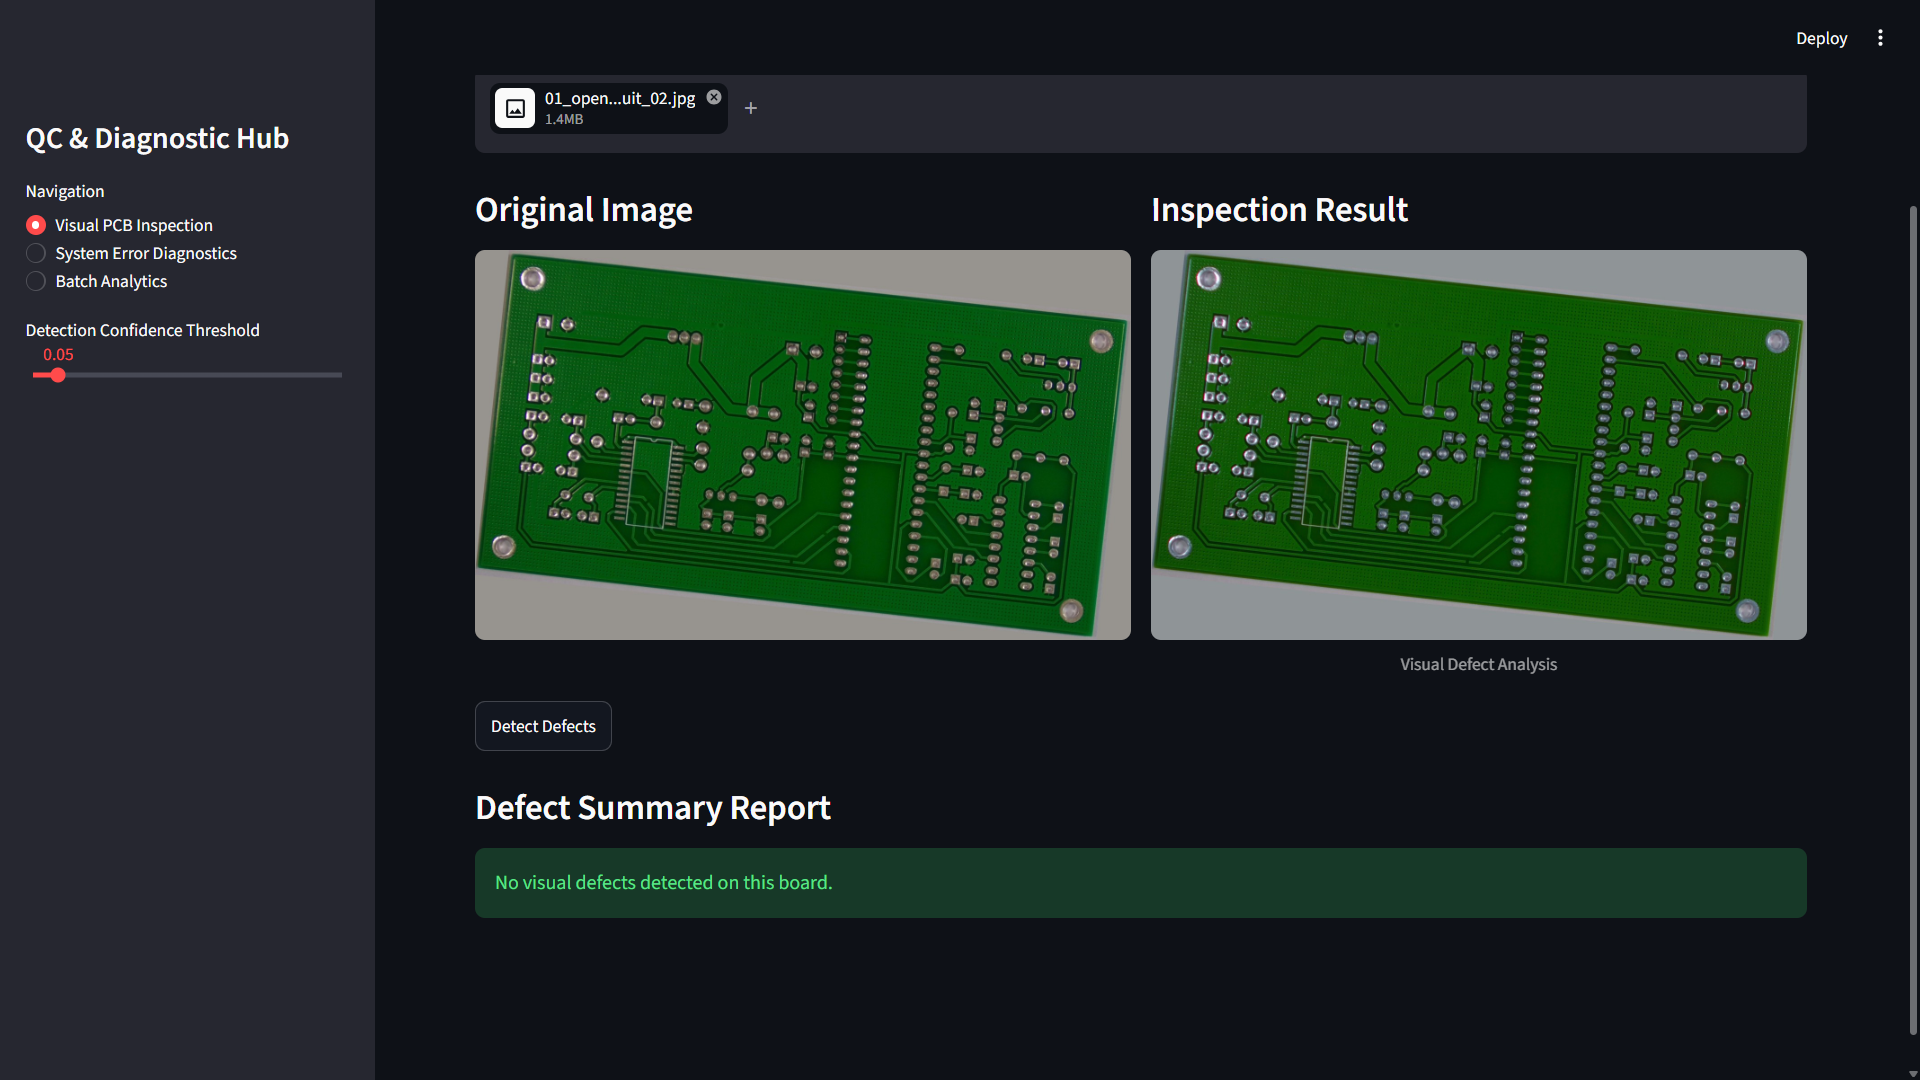 Deploy
QC & Diagnostic Hub
Navigation
Visual PCB Inspection
System Error Diagnostics
Batch Analytics
Detection Confidence Threshold
0.05
01_open...uit_02.jpg
1.4MB
Original Image
Inspection Result
Visual Defect Analysis
Detect Defects
Defect Summary Report
No visual defects detected on this board.